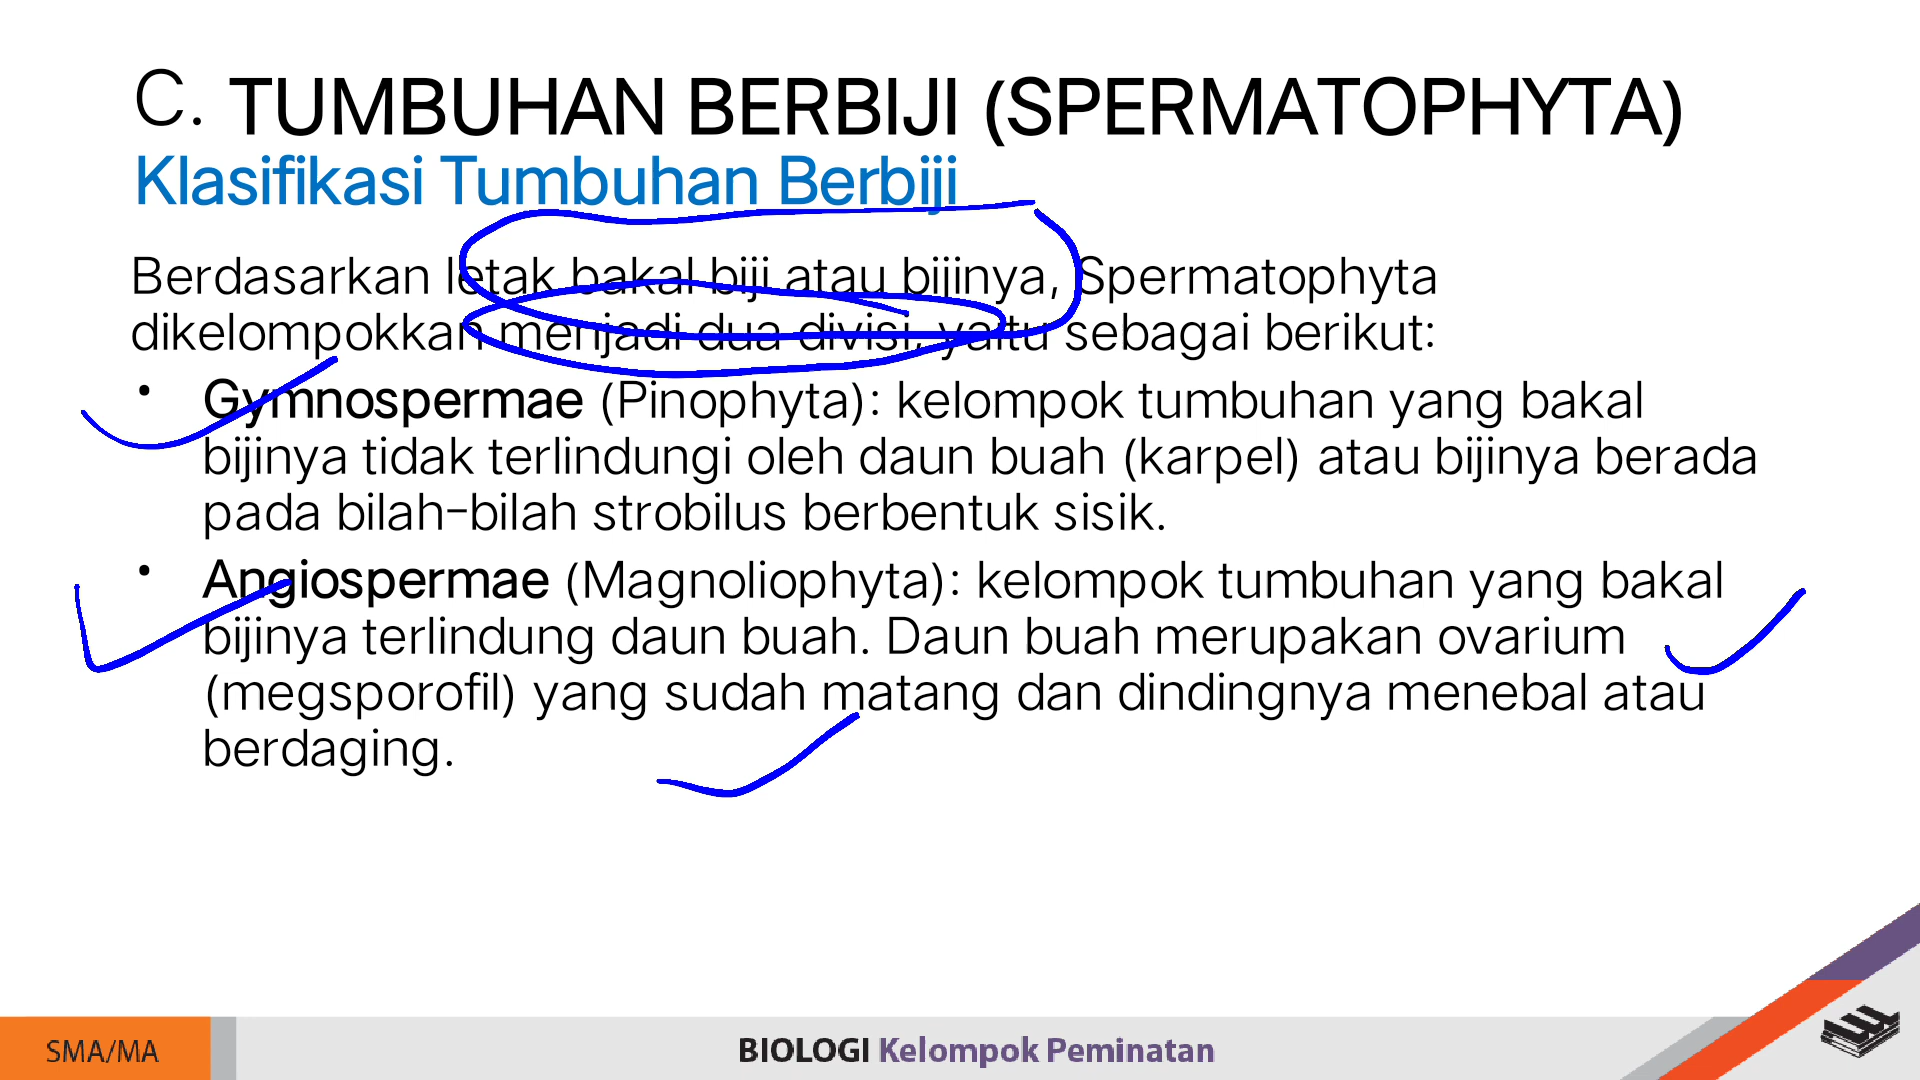 C. TUMBUHAN BERBIJI (SPERMATOPHYTA)
Klasifikasi Tumbuhan Berbiji
Berdasarkan letak bakal biji atau bijinya, Spermatophyta
dikelompokkan menjadi dua divisi, yaitu sebagai berikut:
• Gymnospermae (Pinophyta): kelompok tumbuhan yang bakal
bijinya tidak terlindungi oleh daun buah (karpel) atau bijinya berada
pada bilah-bilah strobilus berbentuk sisik.
• Angiospermae (Magnoliophyta): kelompok tumbuhan yang bakal
bijinya terlindung daun buah. Daun buah merupakan ovarium
(megsporofil) yang sudah matang dan dindingnya menebal atau
berdaging.
SMA/MA
BIOLOGI Kelompok Peminatan